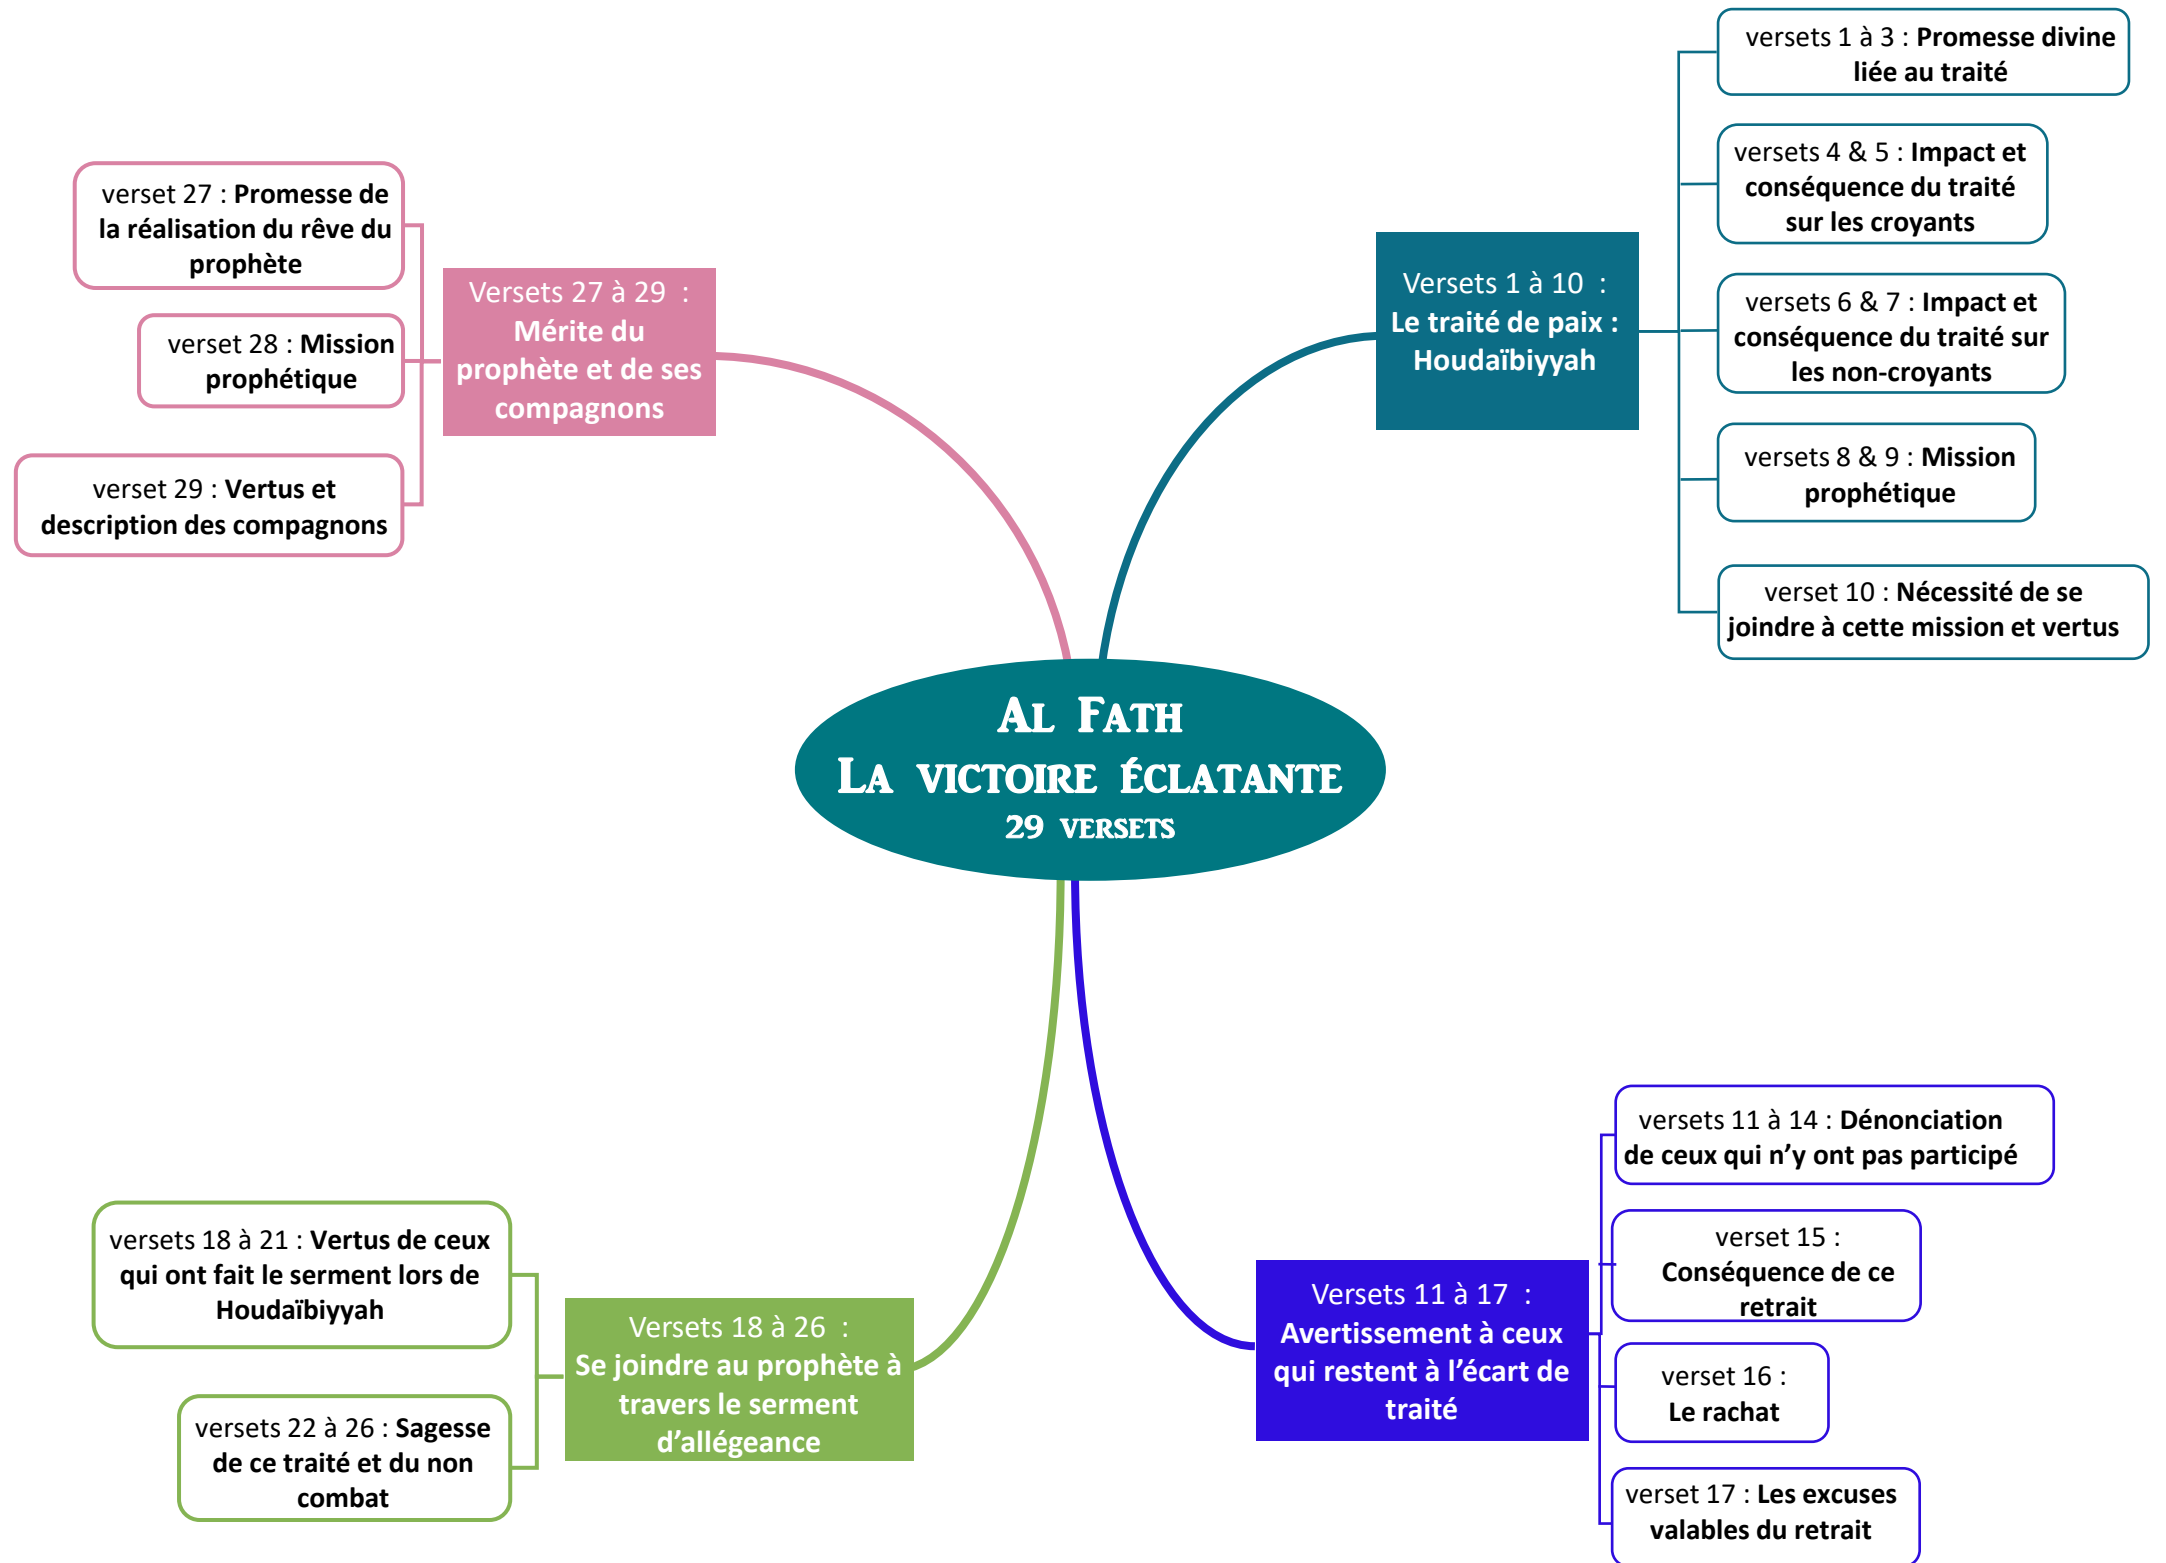 Al Fath
La victoire éclatante
29 versets
Versets 1 à 10 :
Le traité de paix :
Houdaïbiyyah
versets 1 à 3 : Promesse divine
liée au traité
versets 4 & 5 : Impact et
conséquence du traité
sur les croyants
versets 6 & 7 : Impact et
conséquence du traité sur
les non-croyants
versets 8 & 9 : Mission
prophétique
verset 10 : Nécessité de se
joindre à cette mission et vertus
Versets 11 à 17 :
Avertissement à ceux
qui restent à l’écart de
traité
versets 11 à 14 : Dénonciation
de ceux qui n’y ont pas participé
verset 15 :
Conséquence de ce
retrait
verset 16 :
Le rachat
verset 17 : Les excuses
valables du retrait
Versets 18 à 26 :
Se joindre au prophète à
travers le serment
d’allégeance
versets 18 à 21 : Vertus de ceux
qui ont fait le serment lors de
Houdaïbiyyah
versets 22 à 26 : Sagesse
de ce traité et du non
combat
Versets 27 à 29 :
Mérite du
prophète et de ses
compagnons
verset 27 : Promesse de
la réalisation du rêve du
prophète
verset 28 : Mission
prophétique
verset 29 : Vertus et
description des compagnons